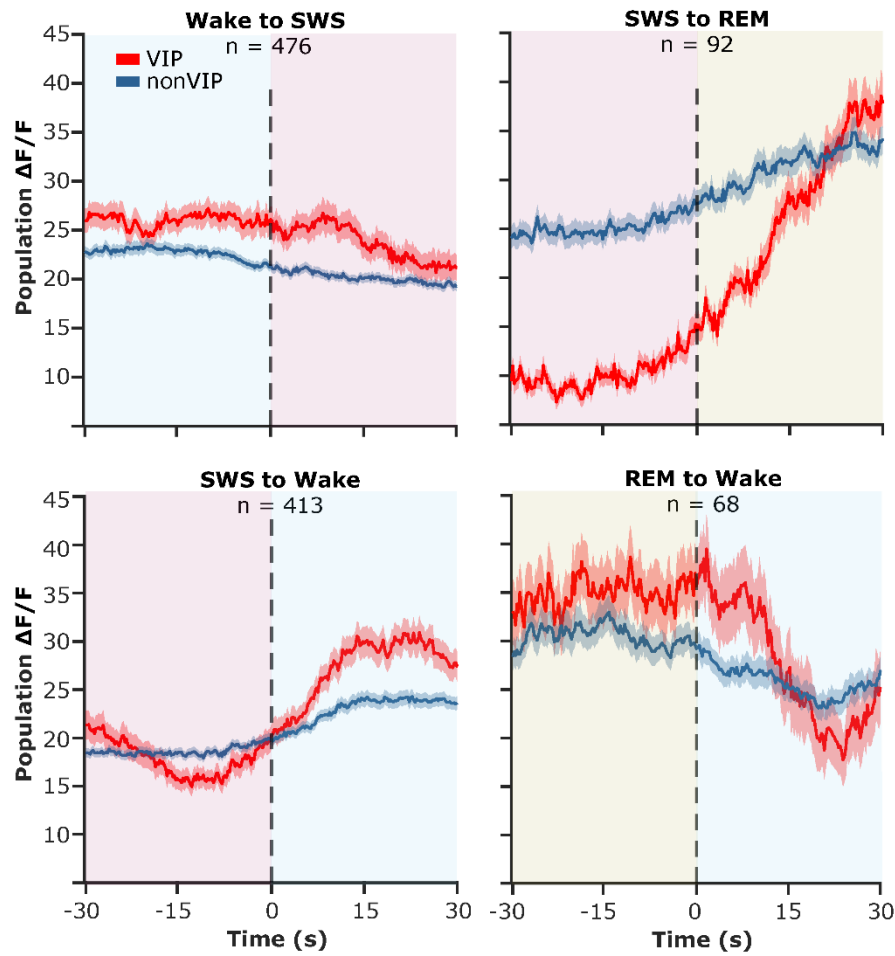 Wake to SWS
n = 476
VIP
nonVIP
45
40
35
30
25
20
15
10
Population ΔF/F
SWS to REM
n = 92
SWS to Wake
n = 413
45
40
35
30
25
20
15
10
Population ΔF/F
-30
-15
0
15
30
Time (s)
REM to Wake
n = 68
-30
-15
0
15
30
Time (s)